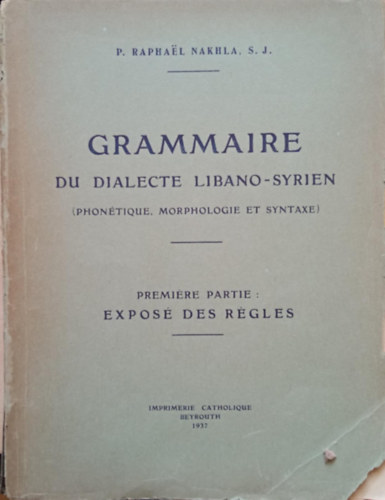 P. RAPHAËL NAKHLA, S. J.
GRAMMAIRE
DU DIALECTE LIBANO-SYRIEN
(PHONÉTIQUE, MORPHOLOGIE ET SYNTAXE)
PREMIÈRE PARTIE :
EXPOSÉ DES RÈGLES
IMPRIMERIE CATHOLIQUE
BEYROUTH
1937